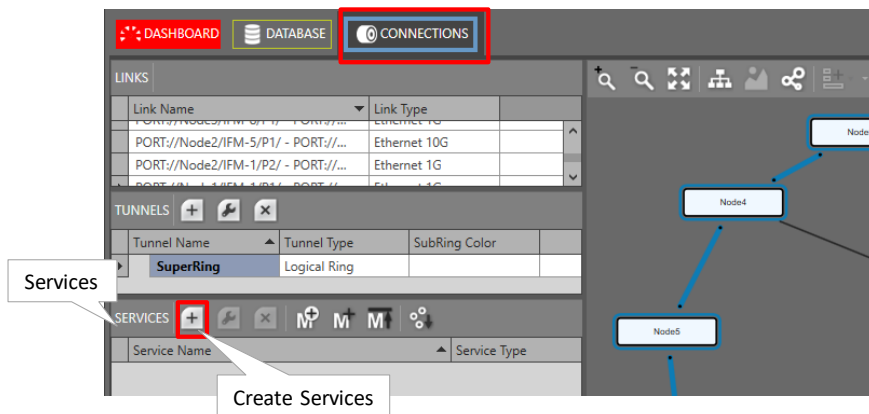 DASHBOARD DATABASE CONNECTIONS
LINKS
Link Name Link Type
PORT://Node2/IFM-5/P1/ - PORT://... Ethernet 10G
PORT://Node2/IFM-1/P2/ - PORT://... Ethernet 1G
TUNNELS
Tunnel Name Tunnel Type SubRing Color
SuperRing Logical Ring
SERVICES
Service Name Service Type
Services
Create Services
Node
Node4
Node5